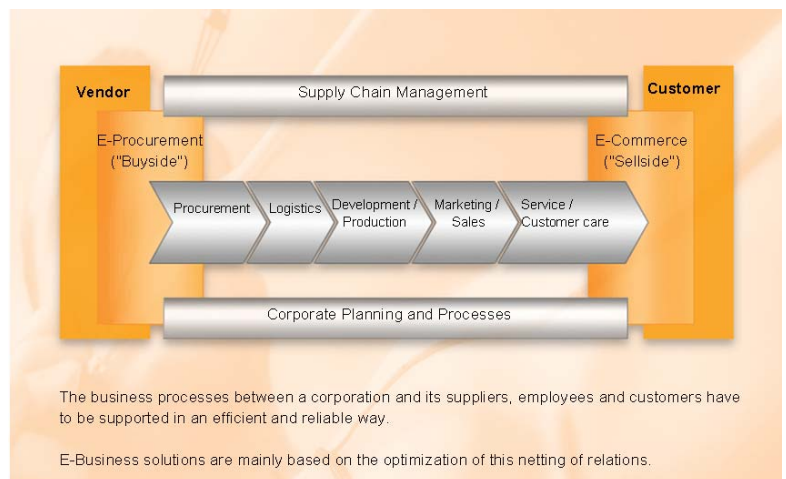 Supply Chain Management
Vendor
Customer
E-Procurement
("Buyside")
E-Commerce
("Sellside")
Procurement
Logistics
Development /
Production
Marketing /
Sales
Service /
Customer care
Corporate Planning and Processes
The business processes between a corporation and its suppliers, employees and customers have
to be supported in an efficient and reliable way.
E-Business solutions are mainly based on the optimization of this netting of relations.